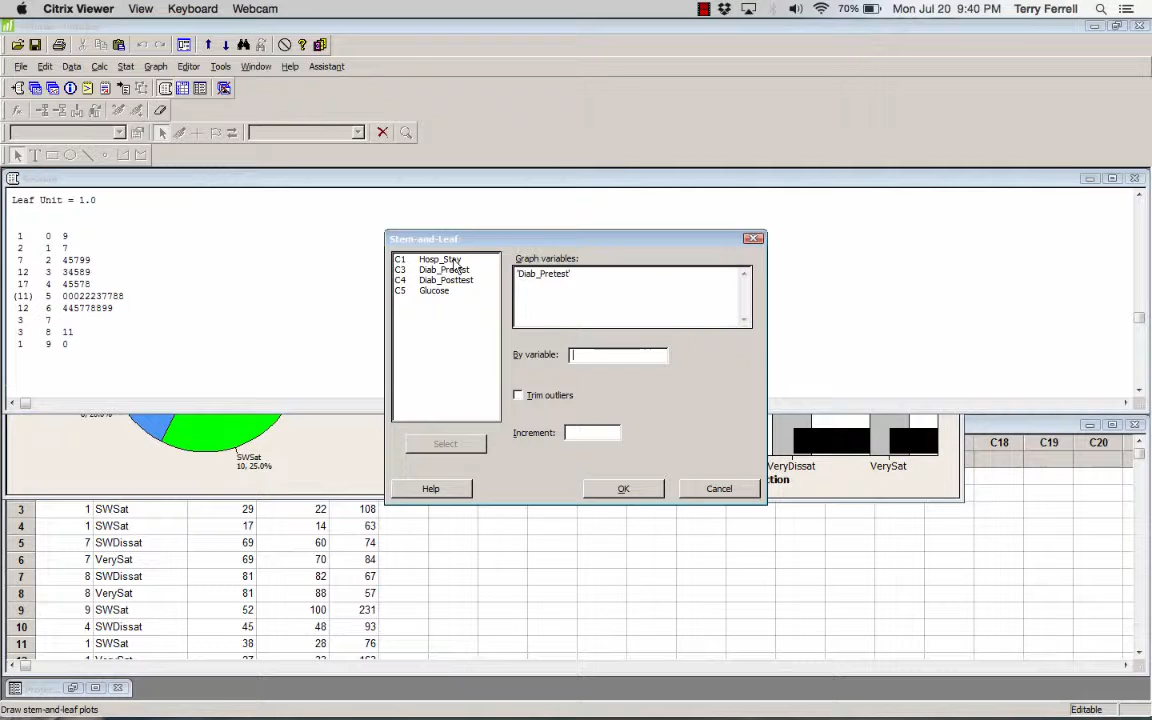 Citrix Viewer View Keyboard Webcam 70% Mon Jul 20 9:40 PM Terry Ferrell
File Edit Data Calc Stat Graph Editor Tools Window Help Assistant
Leaf Unit = 1.0
1 0 9
2 1 7
7 2 45799
12 3 34589
17 4 45578
(11) 5 00022237788
12 6 445778899
3 7
3 8 11
1 9 0
Stem-and-Leaf
C1 Hosp_Stay
C3 Diab_Pretest
C4 Diab_Posttest
C5 Glucose
Graph variables:
'Diab_Pretest'
By variable:
Trim outliers
Increment:
Select
Help OK Cancel
SWSat
10, 25.0%
VeryDissat VerySat
C18 C19 C20
3 1 SWSat 29 22 108
4 1 SWSat 17 14 63
5 7 SWDissat 69 60 74
6 7 VerySat 69 70 84
7 8 SWDissat 81 82 67
8 8 VerySat 81 88 57
9 9 SWSat 52 100 231
10 4 SWDissat 45 48 93
11 1 SWSat 38 28 76
Draw stem-and-leaf plots Editable